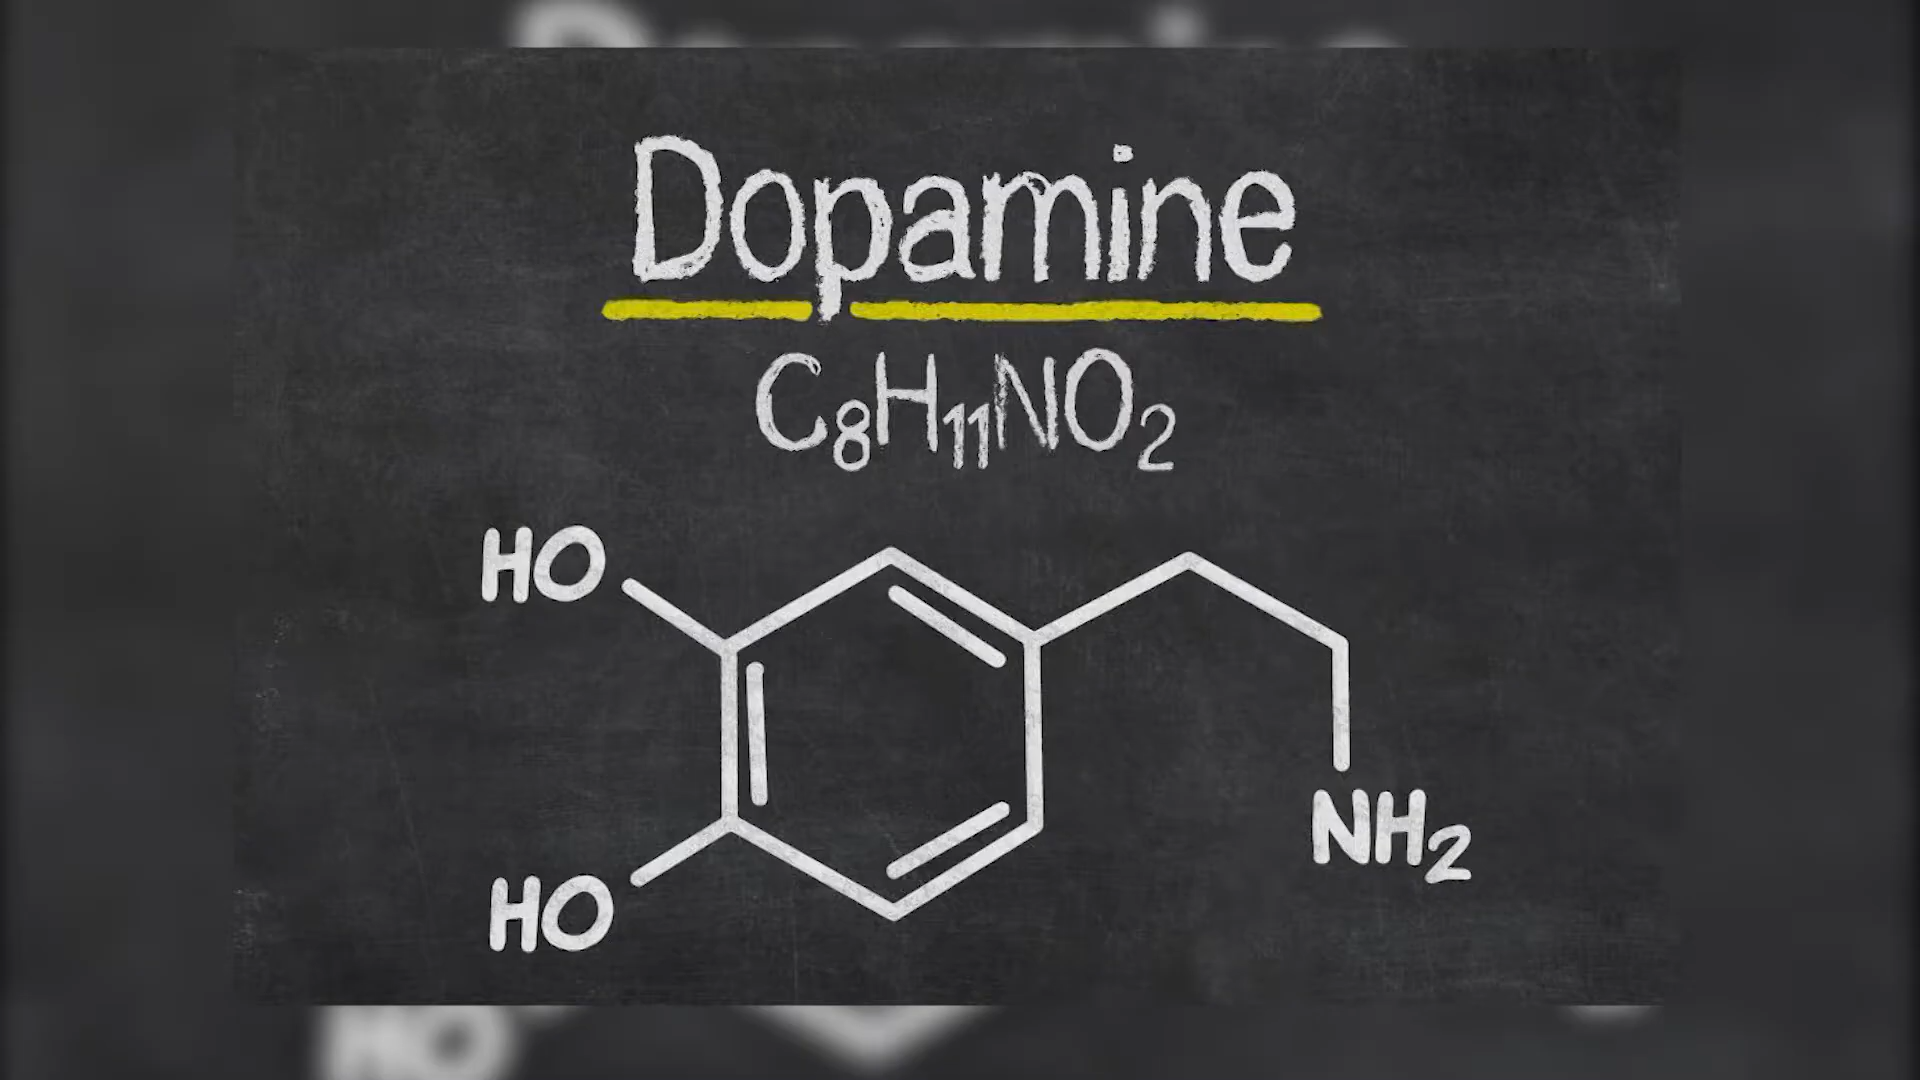 Dopamine
C₈H₁₁NO₂
HO
HO
NH₂